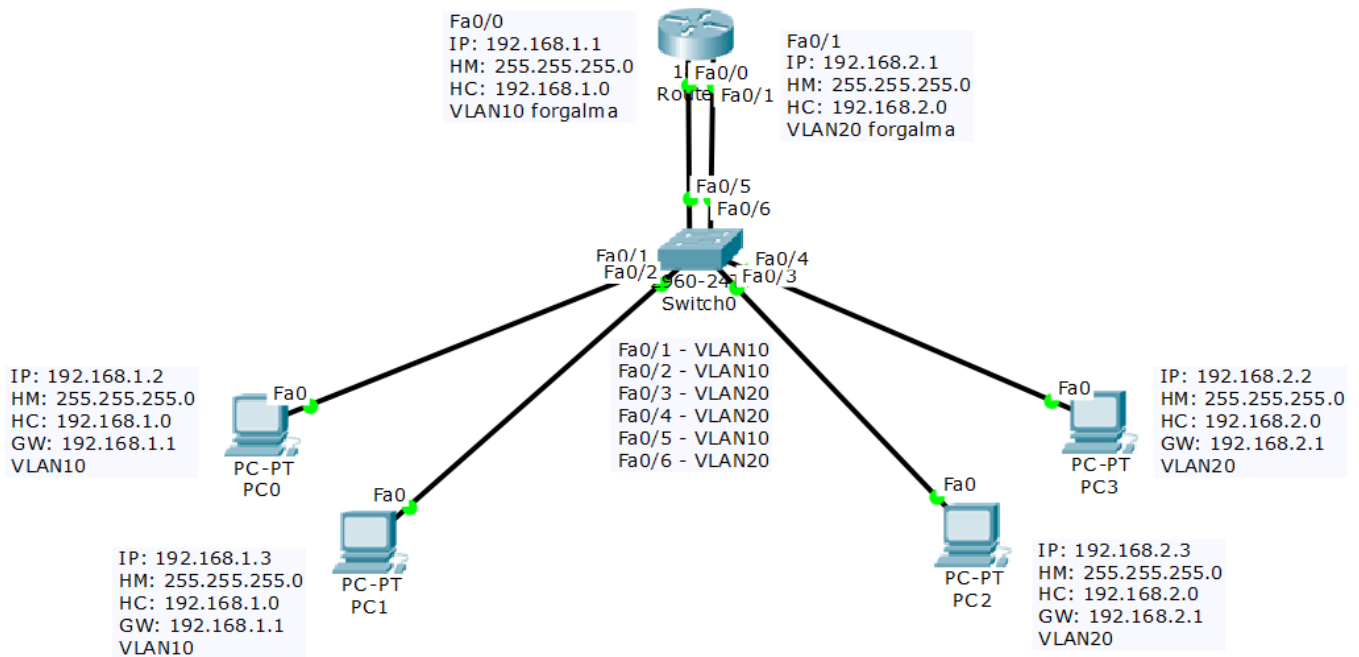 Fa0/0
IP: 192.168.1.1
HM: 255.255.255.0
HC: 192.168.1.0
VLAN10 forgalma
Fa0/1
IP: 192.168.2.1
HM: 255.255.255.0
HC: 192.168.2.0
VLAN20 forgalma
Fa0/0
Fa0/1
Fa0/5
Fa0/6
Fa0/1
Fa0/2
Fa0/4
Fa0/3
Switch0
Fa0/1 - VLAN10
Fa0/2 - VLAN10
Fa0/3 - VLAN20
Fa0/4 - VLAN20
Fa0/5 - VLAN10
Fa0/6 - VLAN20
IP: 192.168.1.2
HM: 255.255.255.0
HC: 192.168.1.0
GW: 192.168.1.1
VLAN10
Fa0
PC-PT
PC0
IP: 192.168.1.3
HM: 255.255.255.0
HC: 192.168.1.0
GW: 192.168.1.1
VLAN10
Fa0
PC-PT
PC1
Fa0
PC-PT
PC2
IP: 192.168.2.3
HM: 255.255.255.0
HC: 192.168.2.0
GW: 192.168.2.1
VLAN20
Fa0
PC-PT
PC3
IP: 192.168.2.2
HM: 255.255.255.0
HC: 192.168.2.0
GW: 192.168.2.1
VLAN20